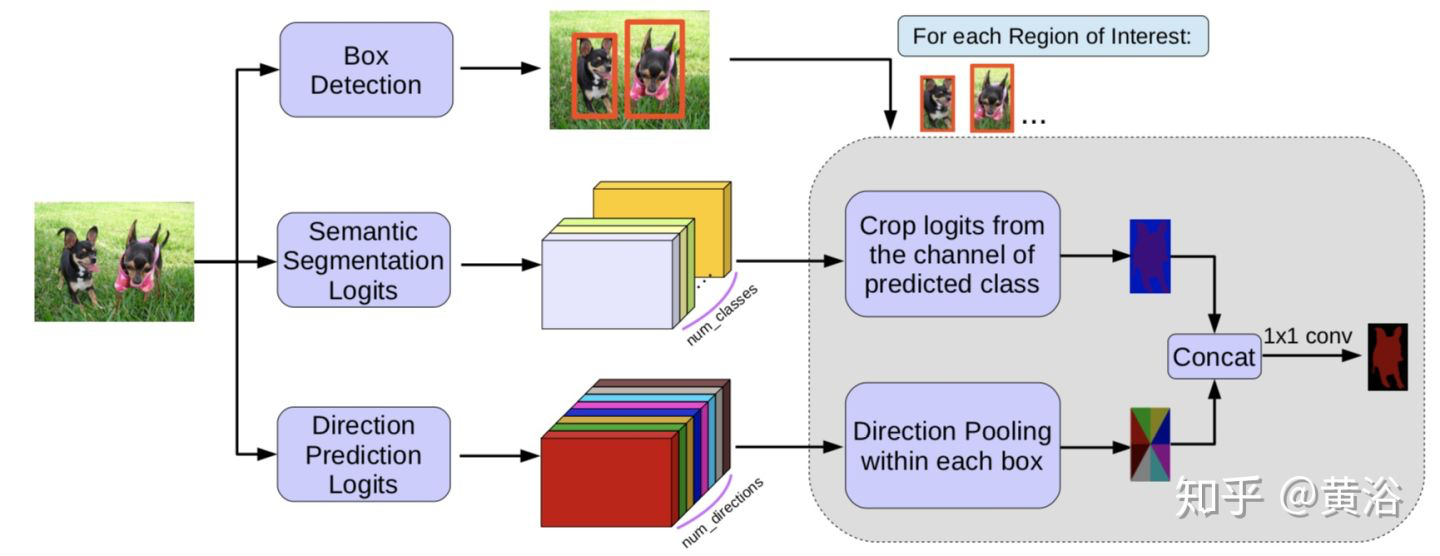 Box
Detection
For each Region of Interest:
...
Semantic
Segmentation
Logits
...
num_classes
Crop logits from
the channel of
predicted class
1x1 conv
Concat
Direction
Prediction
Logits
num_directions
Direction Pooling
within each box
知乎 @黄浴